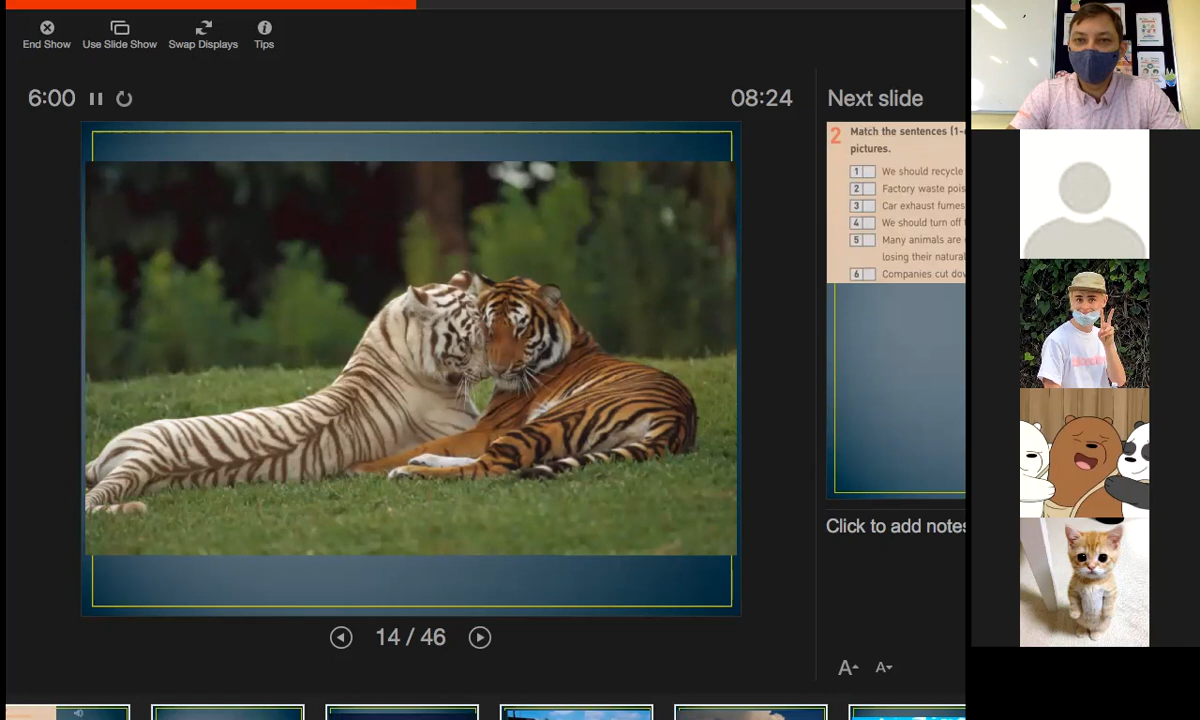 End Show
Use Slide Show
Swap Displays
Tips
6:00
08:24
Next slide
2 Match the sentences (1-
pictures.
1 We should recycle
2 Factory waste pois
3 Car exhaust fumes
4 We should turn off
5 Many animals are
losing their natural
6 Companies cut dow
Click to add notes
14 / 46
A
A